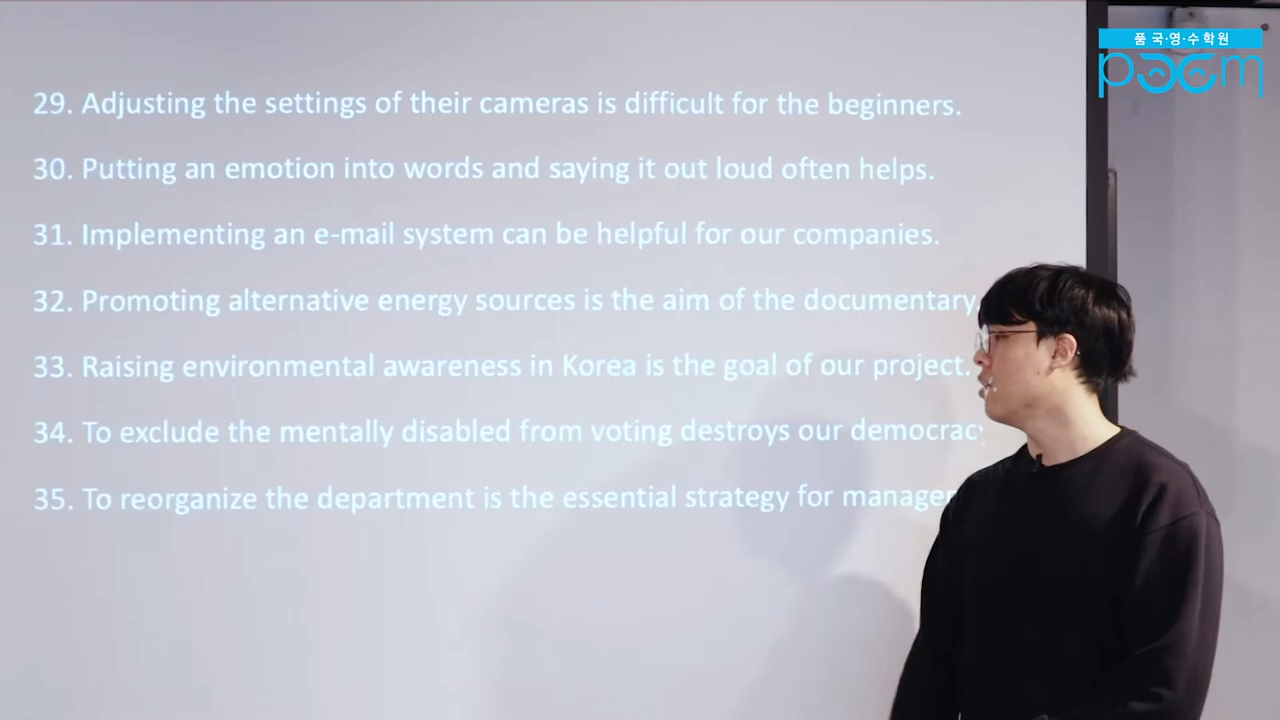 품 국·영·수 학원
poem
29. Adjusting the settings of their cameras is difficult for the beginners.
30. Putting an emotion into words and saying it out loud often helps.
31. Implementing an e-mail system can be helpful for our companies.
32. Promoting alternative energy sources is the aim of the documentary.
33. Raising environmental awareness in Korea is the goal of our project.
34. To exclude the mentally disabled from voting destroys our democrac
35. To reorganize the department is the essential strategy for manager